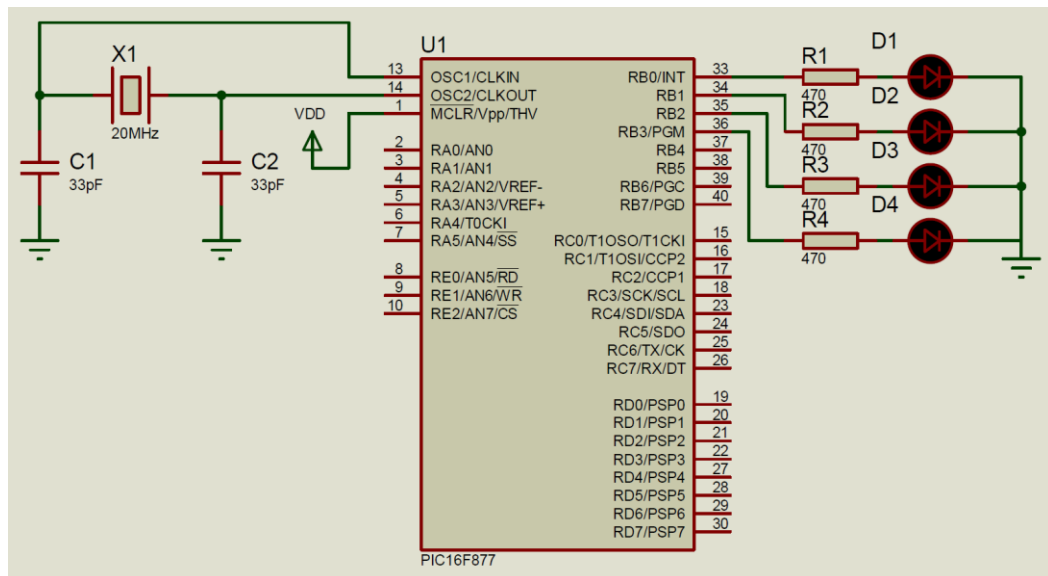 X1
20MHz
C1
33pF
C2
33pF
VDD
U1
13 OSC1/CLKIN
14 OSC2/CLKOUT
1 MCLR/Vpp/THV
2 RA0/AN0
3 RA1/AN1
4 RA2/AN2/VREF-
5 RA3/AN3/VREF+
6 RA4/T0CKI
7 RA5/AN4/SS
8 RE0/AN5/RD
9 RE1/AN6/WR
10 RE2/AN7/CS
RB0/INT 33
RB1 34
RB2 35
RB3/PGM 36
RB4 37
RB5 38
RB6/PGC 39
RB7/PGD 40
RC0/T1OSO/T1CKI 15
RC1/T1OSI/CCP2 16
RC2/CCP1 17
RC3/SCK/SCL 18
RC4/SDI/SDA 23
RC5/SDO 24
RC6/TX/CK 25
RC7/RX/DT 26
RD0/PSP0 19
RD1/PSP1 20
RD2/PSP2 21
RD3/PSP3 22
RD4/PSP4 27
RD5/PSP5 28
RD6/PSP6 29
RD7/PSP7 30
PIC16F877
R1
470
R2
470
R3
470
R4
470
D1
D2
D3
D4